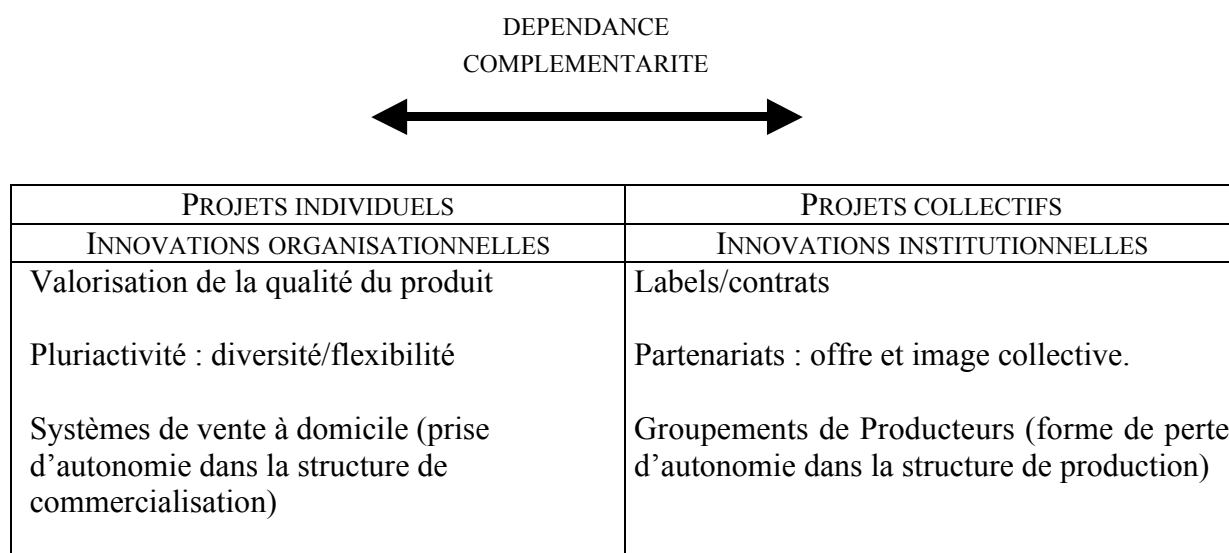 DEPENDANCE
COMPLEMENTARITE
PROJETS INDIVIDUELS
PROJETS COLLECTIFS
INNOVATIONS ORGANISATIONNELLES
INNOVATIONS INSTITUTIONNELLES
Valorisation de la qualité du produit
Labels/contrats
Pluriactivité : diversité/flexibilité
Partenariats : offre et image collective.
Systèmes de vente à domicile (prise
d’autonomie dans la structure de
commercialisation)
Groupements de Producteurs (forme de perte
d’autonomie dans la structure de production)